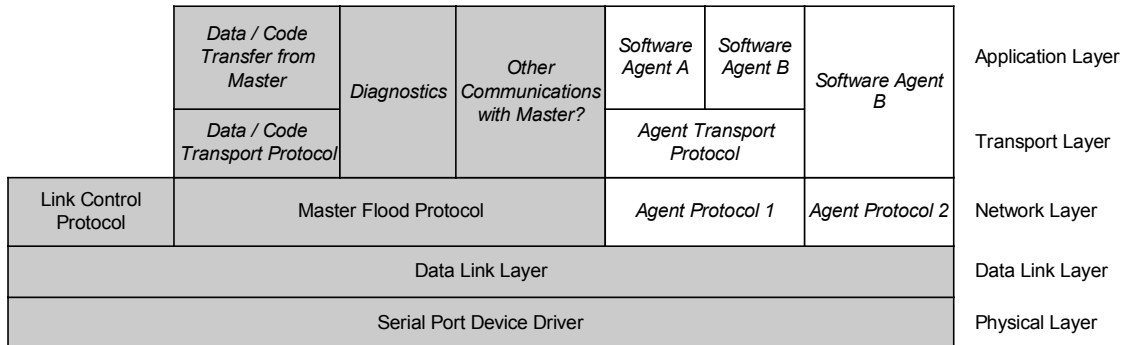 Data / Code
Transfer from
Master
Diagnostics
Other
Communications
with Master?
Software
Agent A
Software
Agent B
Software Agent
B
Application Layer
Data / Code
Transport Protocol
Agent Transport
Protocol
Transport Layer
Link Control
Protocol
Master Flood Protocol
Agent Protocol 1
Agent Protocol 2
Network Layer
Data Link Layer
Data Link Layer
Serial Port Device Driver
Physical Layer